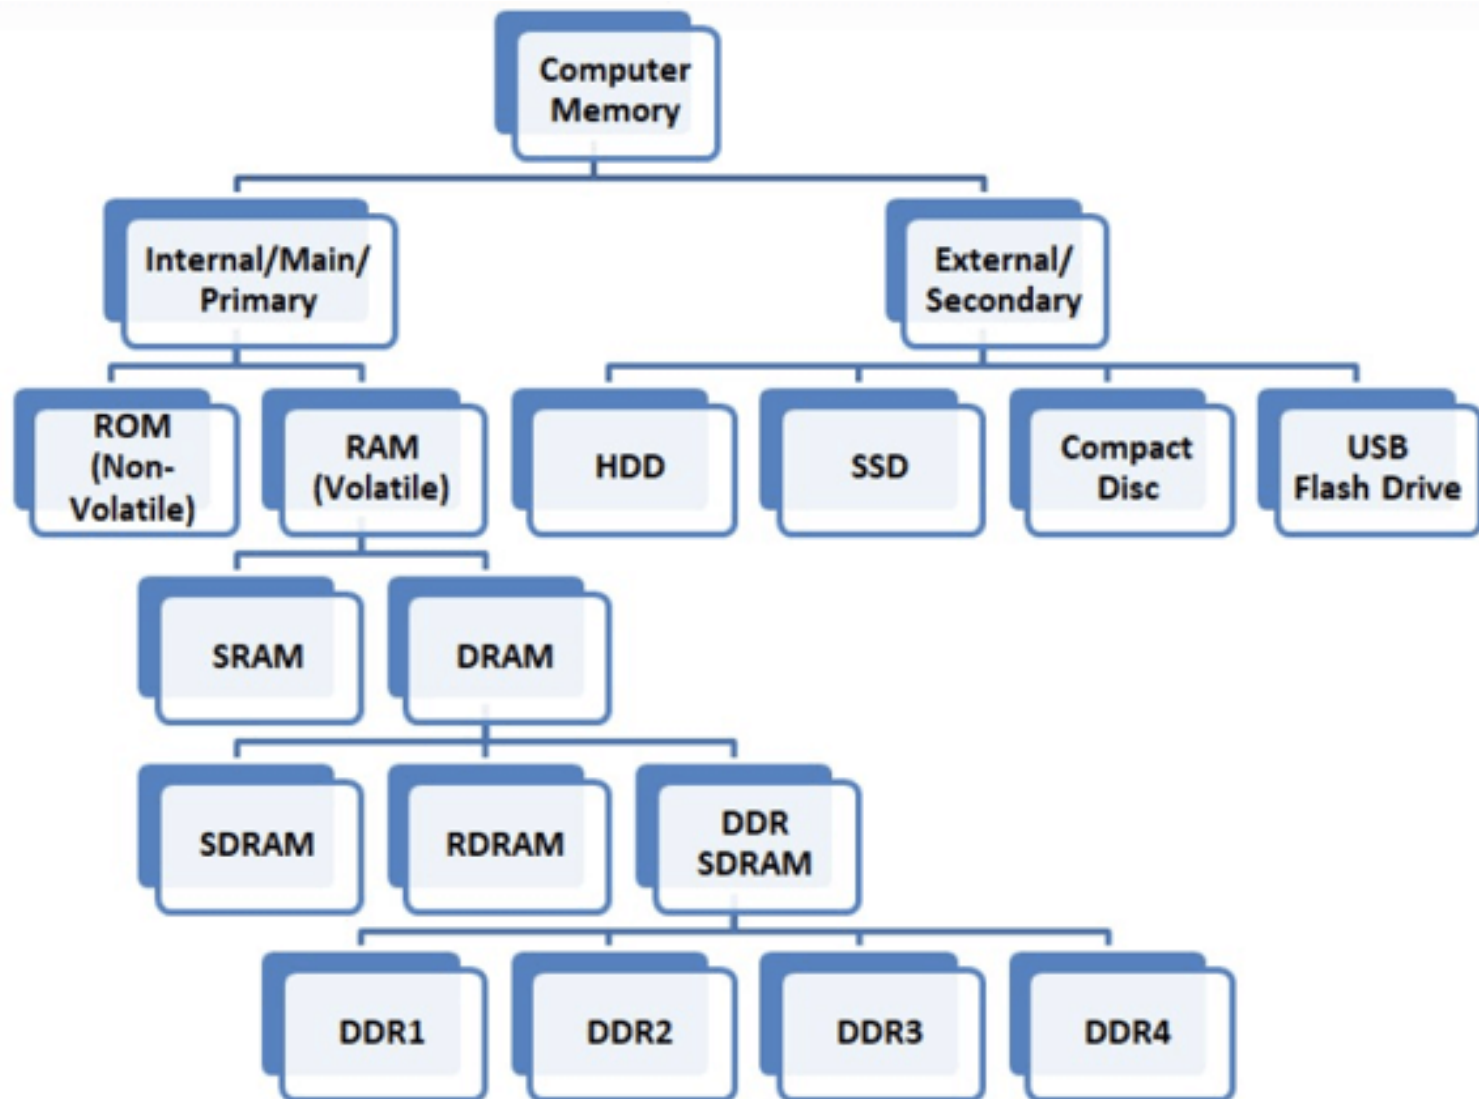 Computer
Memory
Internal/Main/
Primary
External/
Secondary
ROM
(Non-
Volatile)
RAM
(Volatile)
HDD
SSD
Compact
Disc
USB
Flash Drive
SRAM
DRAM
SDRAM
RDRAM
DDR
SDRAM
DDR1
DDR2
DDR3
DDR4